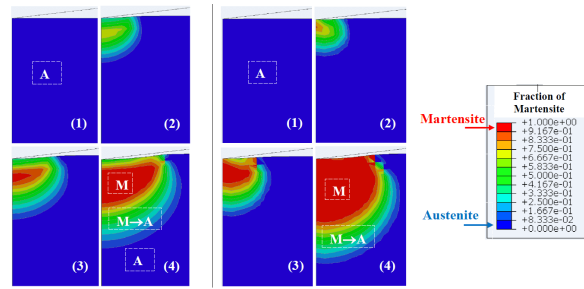 A
(1)
(2)
M
M→A
A
(3)
(4)
A
(1)
(2)
M
M→A
(3)
(4)
Fraction of
Martensite
Martensite
+1.000e+00
+9.167e-01
+8.333e-01
+7.500e-01
+6.667e-01
+5.833e-01
+5.000e-01
+4.167e-01
+3.333e-01
+2.500e-01
+1.667e-01
+8.333e-02
+0.000e+00
Austenite